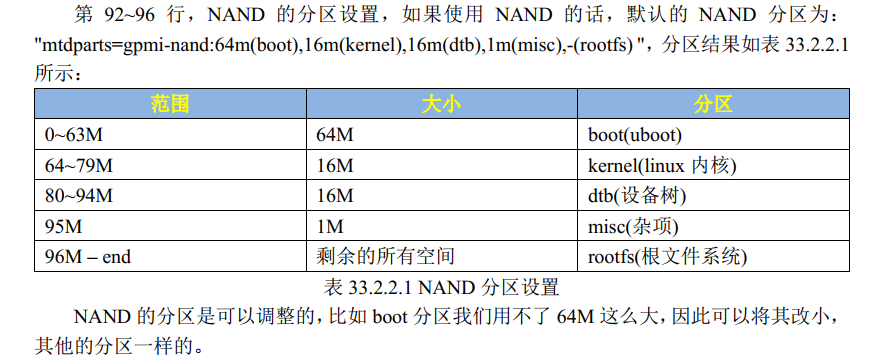 第 92~96 行，NAND 的分区设置，如果使用 NAND 的话，默认的 NAND 分区为：
"mtdparts=gpmi-nand:64m(boot),16m(kernel),16m(dtb),1m(misc),-(rootfs) "，分区结果如表 33.2.2.1
所示：
范围 大小 分区
0~63M 64M boot(uboot)
64~79M 16M kernel(linux 内核)
80~94M 16M dtb(设备树)
95M 1M misc(杂项)
96M – end 剩余的所有空间 rootfs(根文件系统)
表 33.2.2.1 NAND 分区设置
NAND 的分区是可以调整的，比如 boot 分区我们用不了 64M 这么大，因此可以将其改小，
其他的分区一样的。